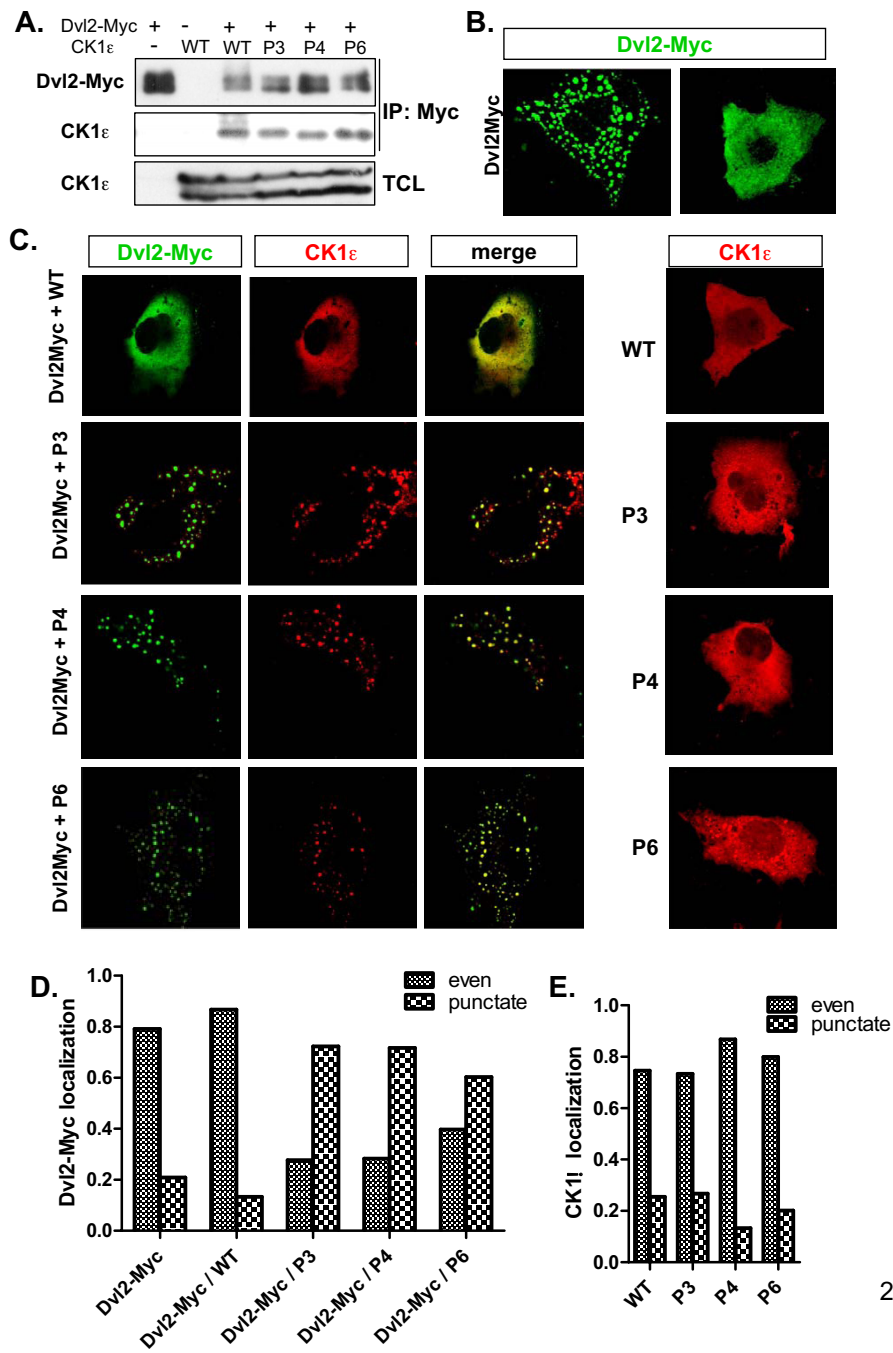 A.
Dvl2-Myc + - + + + +
CK1ε - WT WT P3 P4 P6
Dvl2-Myc
CK1ε
IP: Myc
CK1ε
TCL
B.
Dvl2-Myc
Dvl2Myc
C.
Dvl2-Myc
CK1ε
merge
CK1ε
Dvl2Myc + WT
WT
Dvl2Myc + P3
P3
Dvl2Myc + P4
P4
Dvl2Myc + P6
P6
D.
even
punctate
Dvl2-Myc localization
1.0
0.8
0.6
0.4
0.2
0.0
Dvl2-Myc
Dvl2-Myc / WT
Dvl2-Myc / P3
Dvl2-Myc / P4
Dvl2-Myc / P6
E.
even
punctate
CK1! localization
1.0
0.8
0.6
0.4
0.2
0.0
WT
P3
P4
P6
2